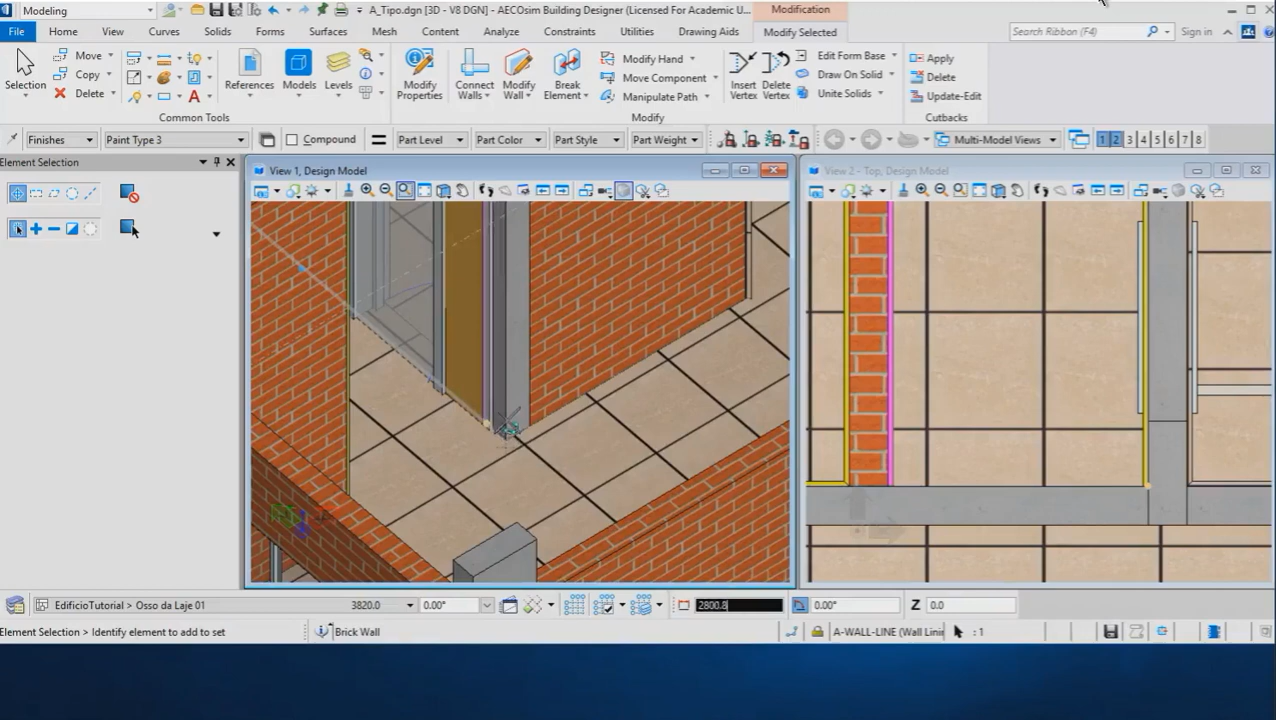 Modeling
A_Tipo.dgn [3D - V8 DGN] - AECOsim Building Designer (Licensed For Academic U...
Modification
File Home View Curves Solids Forms Surfaces Mesh Content Analyze Constraints Utilities Drawing Aids Modify Selected
Search Ribbon (F4)
Sign in
Selection
Move
Copy
Delete
References
Models
Levels
Common Tools
Modify Properties
Connect Walls
Modify Wall
Break Element
Modify Hand
Modify Component
Manipulate Path
Insert Vertex
Delete Vertex
Edit Form Base
Draw On Solid
Unite Solids
Modify
Apply
Delete
Update-Edit
Cutbacks
Finishes
Paint Type 3
Compound
Part Level
Part Color
Part Style
Part Weight
Multi-Model Views
1 2 3 4 5 6 7 8
Element Selection
View 1, Design Model
View 2 - Top, Design Model
EdificioTutorial > Osso da Laje 01
3820.0
0.00°
2800.8
0.00°
Z 0.0
Element Selection > Identify element to add to set
Brick Wall
A-WALL-LINE (Wall Linin
: 1